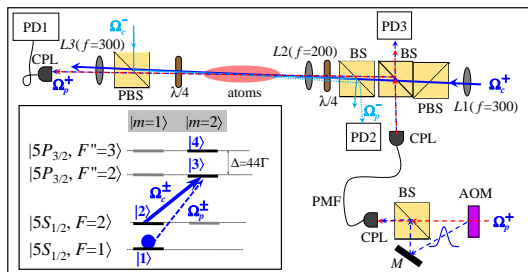 PD1
CPL
Ω_p^+
L3(f=300)
Ω_c^-
PBS
λ/4
atoms
L2(f=200)
λ/4
BS
Ω_p^-
PD2
PD3
BS
PBS
Ω_c^+
L1(f=300)
CPL
PMF
BS
AOM
CPL
M
Ω_p^+
|m=1⟩ |m=2⟩
|5P_{3/2}, F''=3⟩ |4⟩
|5P_{3/2}, F''=2⟩ |3⟩ Δ=44Γ
Ω_c^± Ω_p^±
|5S_{1/2}, F=2⟩ |2⟩
|5S_{1/2}, F=1⟩ |1⟩